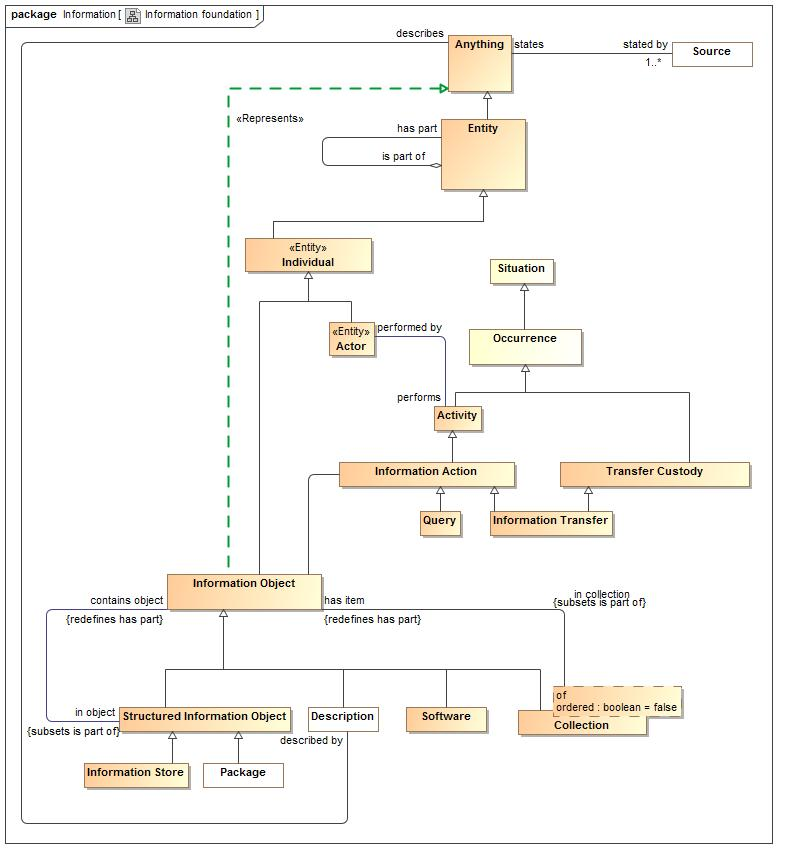 package Information [ Information foundation ]
describes
Anything
states
stated by
Source
1..*
«Represents»
has part
Entity
is part of
«Entity»
Individual
Situation
«Entity»
Actor
performed by
Occurrence
performs
Activity
Information Action
Transfer Custody
Query
Information Transfer
Information Object
contains object
has item
in collection
{subsets is part of}
{redefines has part}
{redefines has part}
of
ordered : boolean = false
in object
Structured Information Object
Description
Software
Collection
{subsets is part of}
described by
Information Store
Package